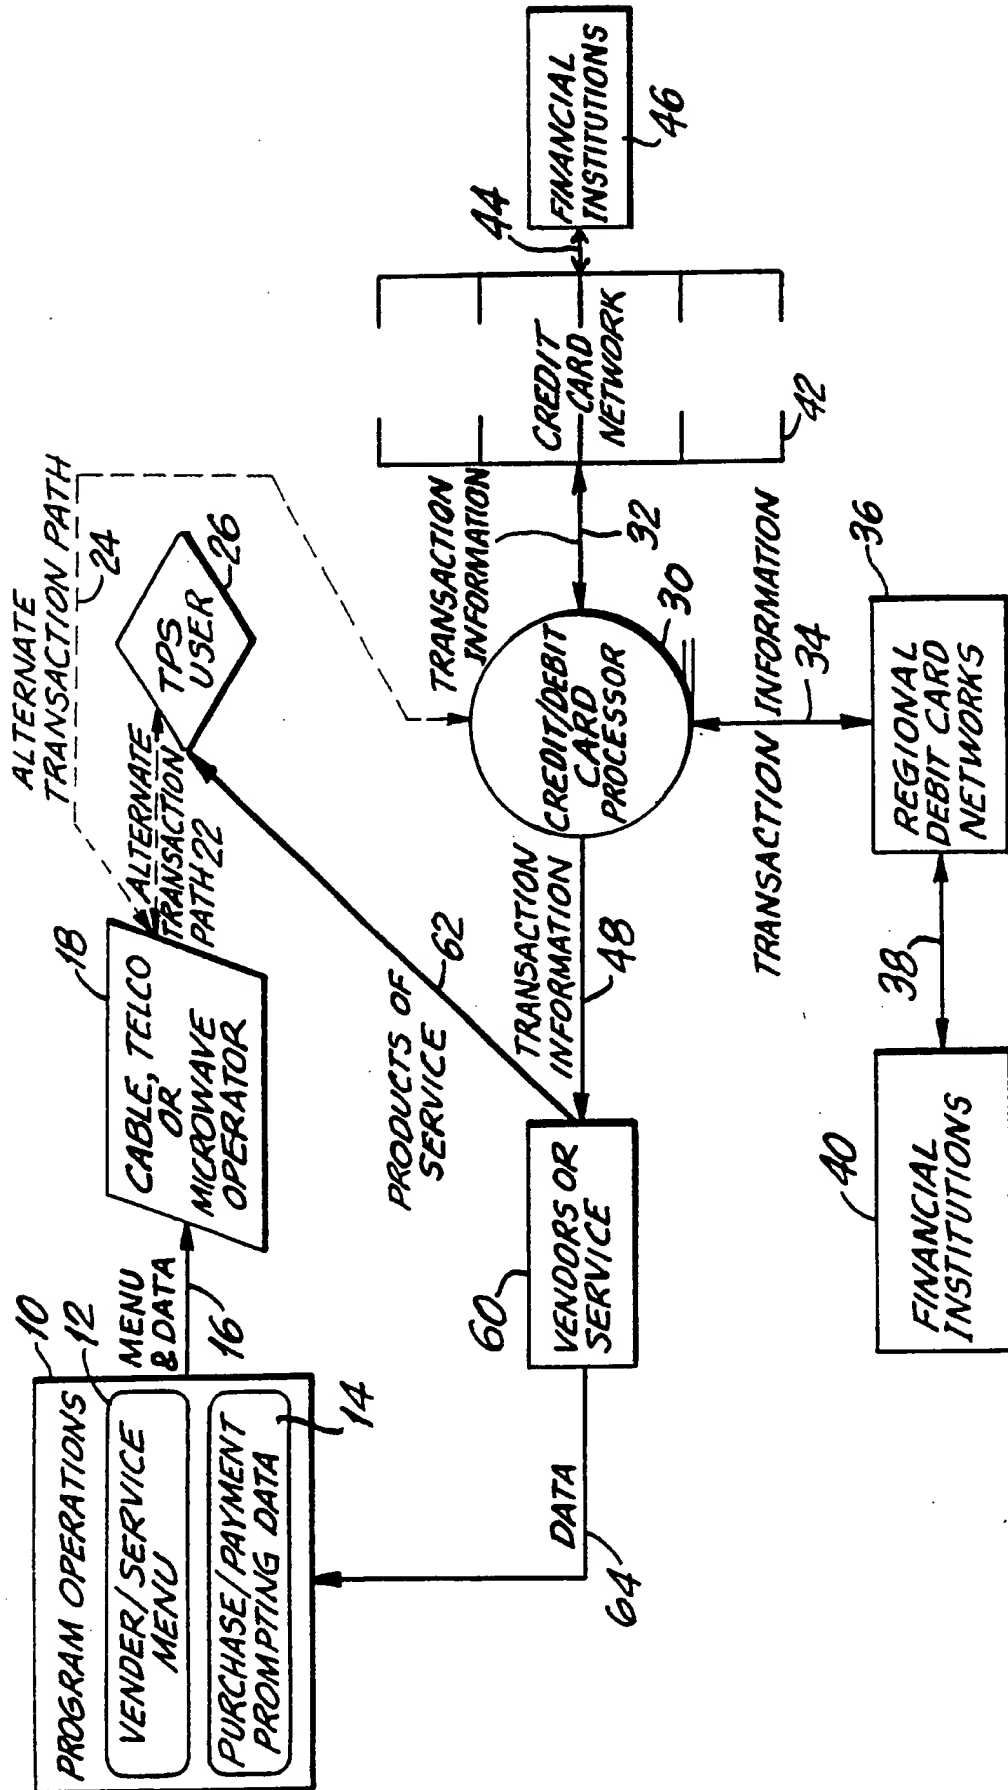 PROGRAM OPERATIONS
10
12
VENDER/SERVICE
MENU
PURCHASE/PAYMENT
PROMPTING DATA
14
MENU
& DATA
16
18
CABLE, TELCO
OR
MICROWAVE
OPERATOR
ALTERNATE
TRANSACTION PATH
24
ALTERNATE
TRANSACTION
PATH 22
TPS
USER
26
PRODUCTS OF
SERVICE
62
DATA
64
60
VENDORS OR
SERVICE
TRANSACTION
INFORMATION
48
CREDIT/DEBIT
CARD
PROCESSOR
30
TRANSACTION
INFORMATION
32
CREDIT
CARD
NETWORK
42
44
FINANCIAL
INSTITUTIONS
46
TRANSACTION INFORMATION
34
36
REGIONAL
DEBIT CARD
NETWORKS
38
40
FINANCIAL
INSTITUTIONS